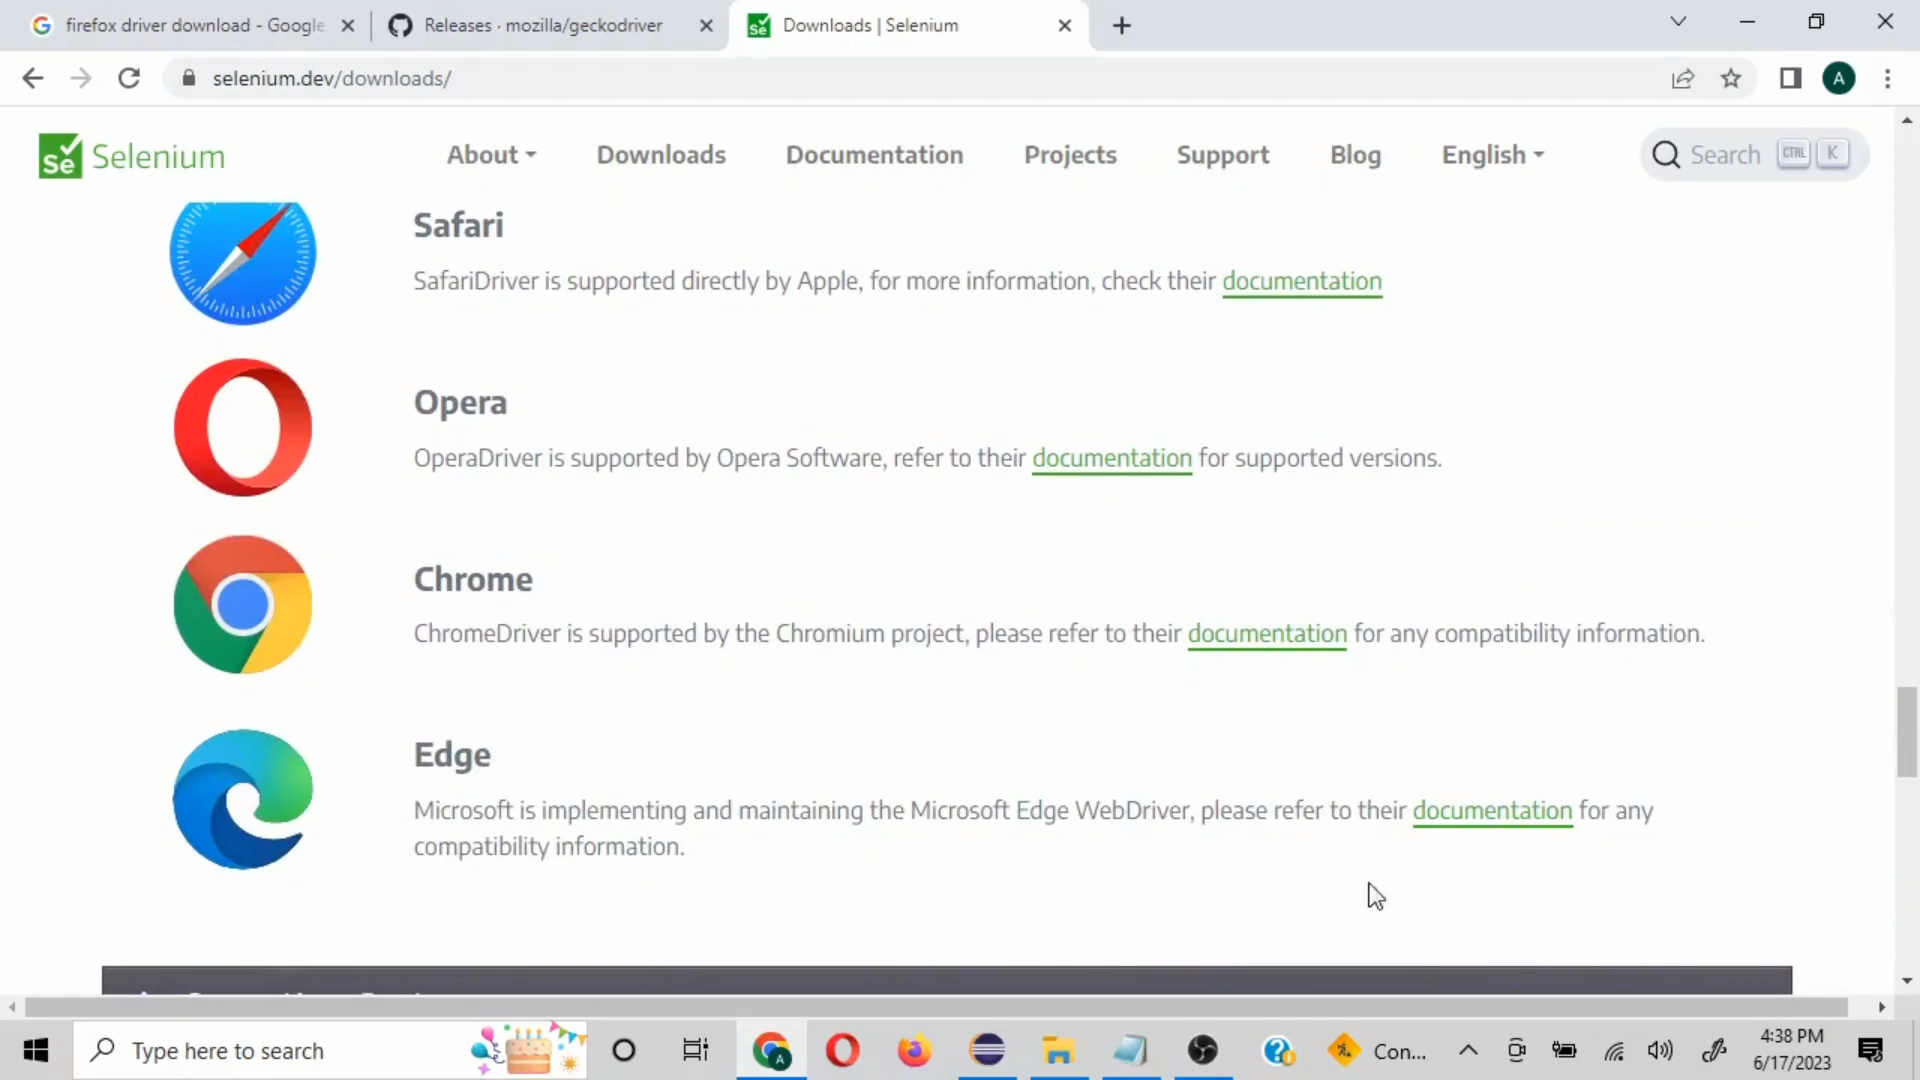 firefox driver download - Google
Releases · mozilla/geckodriver
Downloads | Selenium
selenium.dev/downloads/
A
Se Selenium
About
Downloads
Documentation
Projects
Support
Blog
English
Search CTRL K
Safari
SafariDriver is supported directly by Apple, for more information, check their documentation
Opera
OperaDriver is supported by Opera Software, refer to their documentation for supported versions.
Chrome
ChromeDriver is supported by the Chromium project, please refer to their documentation for any compatibility information.
Edge
Microsoft is implementing and maintaining the Microsoft Edge WebDriver, please refer to their documentation for any
compatibility information.
Type here to search
A
Con...
4:38 PM
6/17/2023